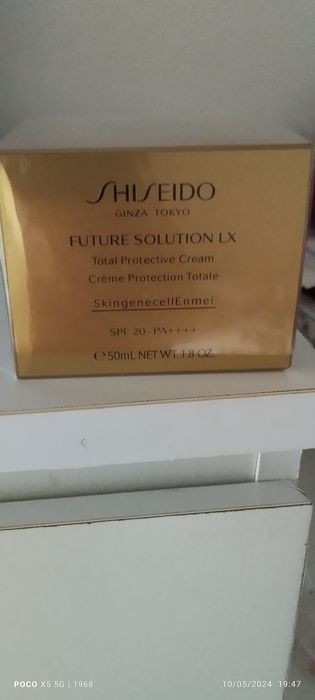 SHISEIDO
GINZA TOKYO
FUTURE SOLUTION LX
Total Protective Cream
Crème Protection Totale
SkingenecellEnmei
SPF 20 · PA++++
℮50mL NET WT.1.8 OZ.
POCO X5 5G | 1968
10/05/2024 19:47